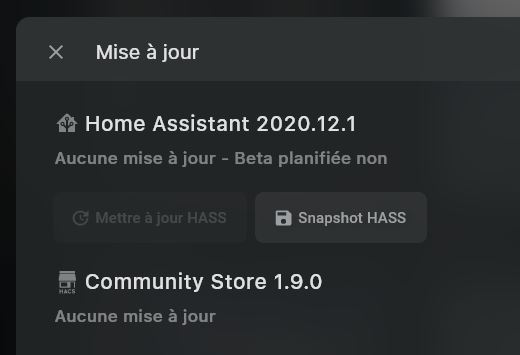 Mise à jour
Home Assistant 2020.12.1
Aucune mise à jour - Beta planifiée non
Mettre à jour HASS
Snapshot HASS
HACS
Community Store 1.9.0
Aucune mise à jour